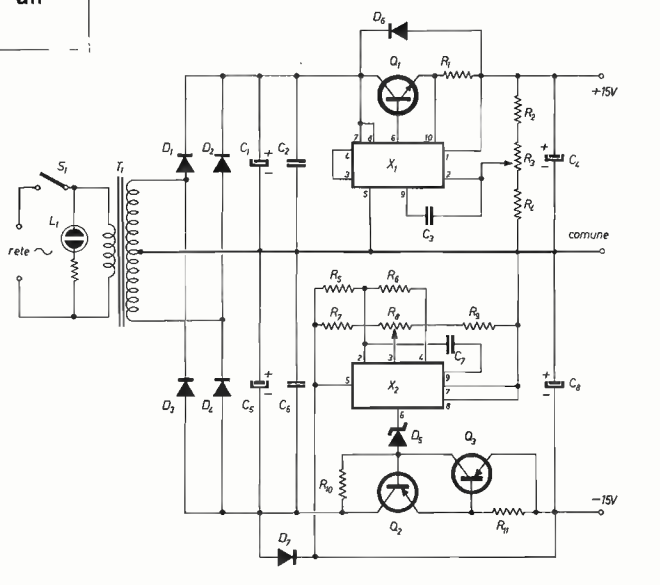 an
D6
Q1
R1
+15V
7 8 6 10
D1 D2 C1 + - C2
4 X1 1
3 2
5 9
R2
R3
R4
+ - C4
S1 T1
L1
C3
rete ~
comune
R5 R6
R7 R8 R9
C7
2 3 4
5 X2 9
7
8
6
D3 D4 C5 + - C6
+ - C8
D5 Q3
R10
Q2 R11
-15V
D7